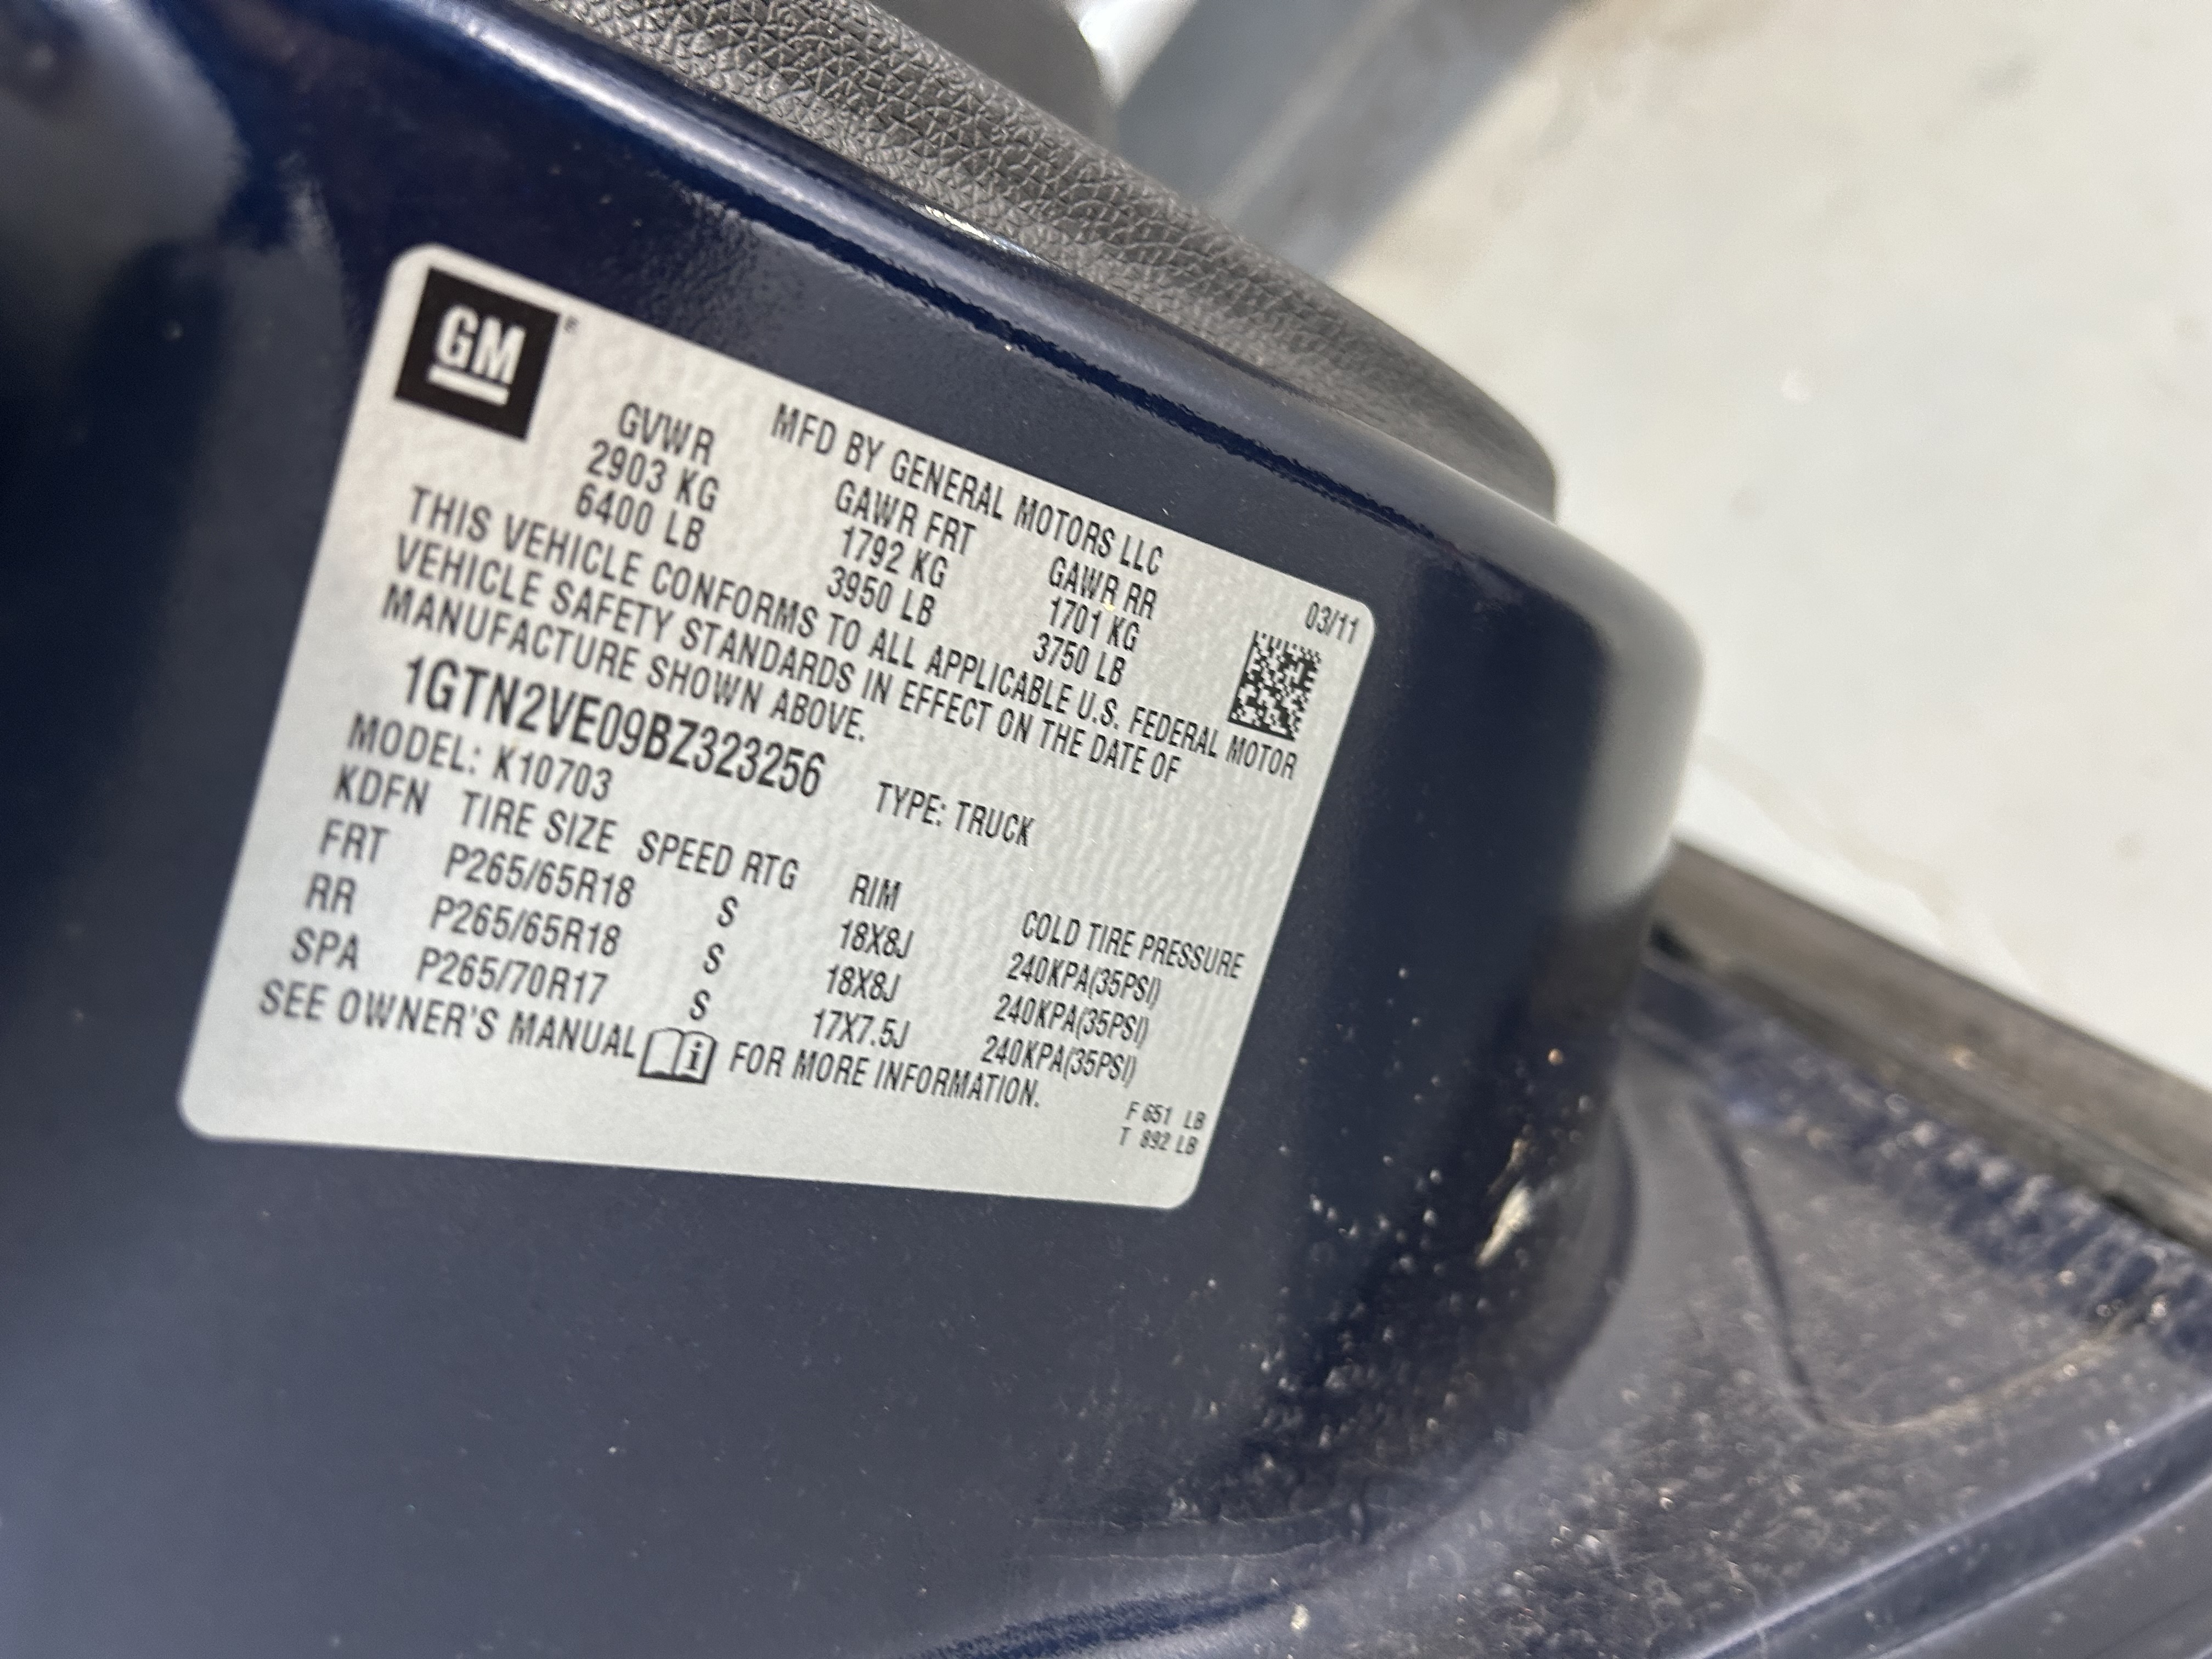 GM ®
MFD BY GENERAL MOTORS LLC
03/11
GVWR GAWR FRT GAWR RR
2903 KG 1792 KG 1701 KG
6400 LB 3950 LB 3750 LB
THIS VEHICLE CONFORMS TO ALL APPLICABLE U.S. FEDERAL MOTOR
VEHICLE SAFETY STANDARDS IN EFFECT ON THE DATE OF
MANUFACTURE SHOWN ABOVE.
1GTN2VE09BZ323256 TYPE: TRUCK
MODEL: K10703
KDFN TIRE SIZE SPEED RTG RIM COLD TIRE PRESSURE
FRT P265/65R18 S 18X8J 240KPA(35PSI)
RR P265/65R18 S 18X8J 240KPA(35PSI)
SPA P265/70R17 S 17X7.5J 240KPA(35PSI)
SEE OWNER'S MANUAL i FOR MORE INFORMATION.
F 651 LB
T 892 LB